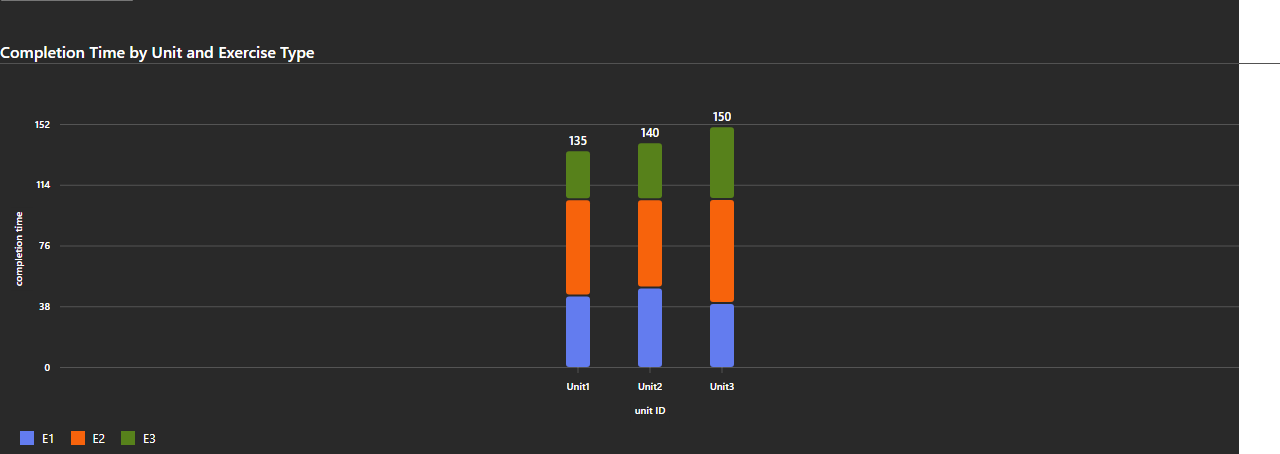 Completion Time by Unit and Exercise Type
152
114
76
38
0
completion time
135
140
150
Unit1 Unit2 Unit3
unit ID
E1 E2 E3